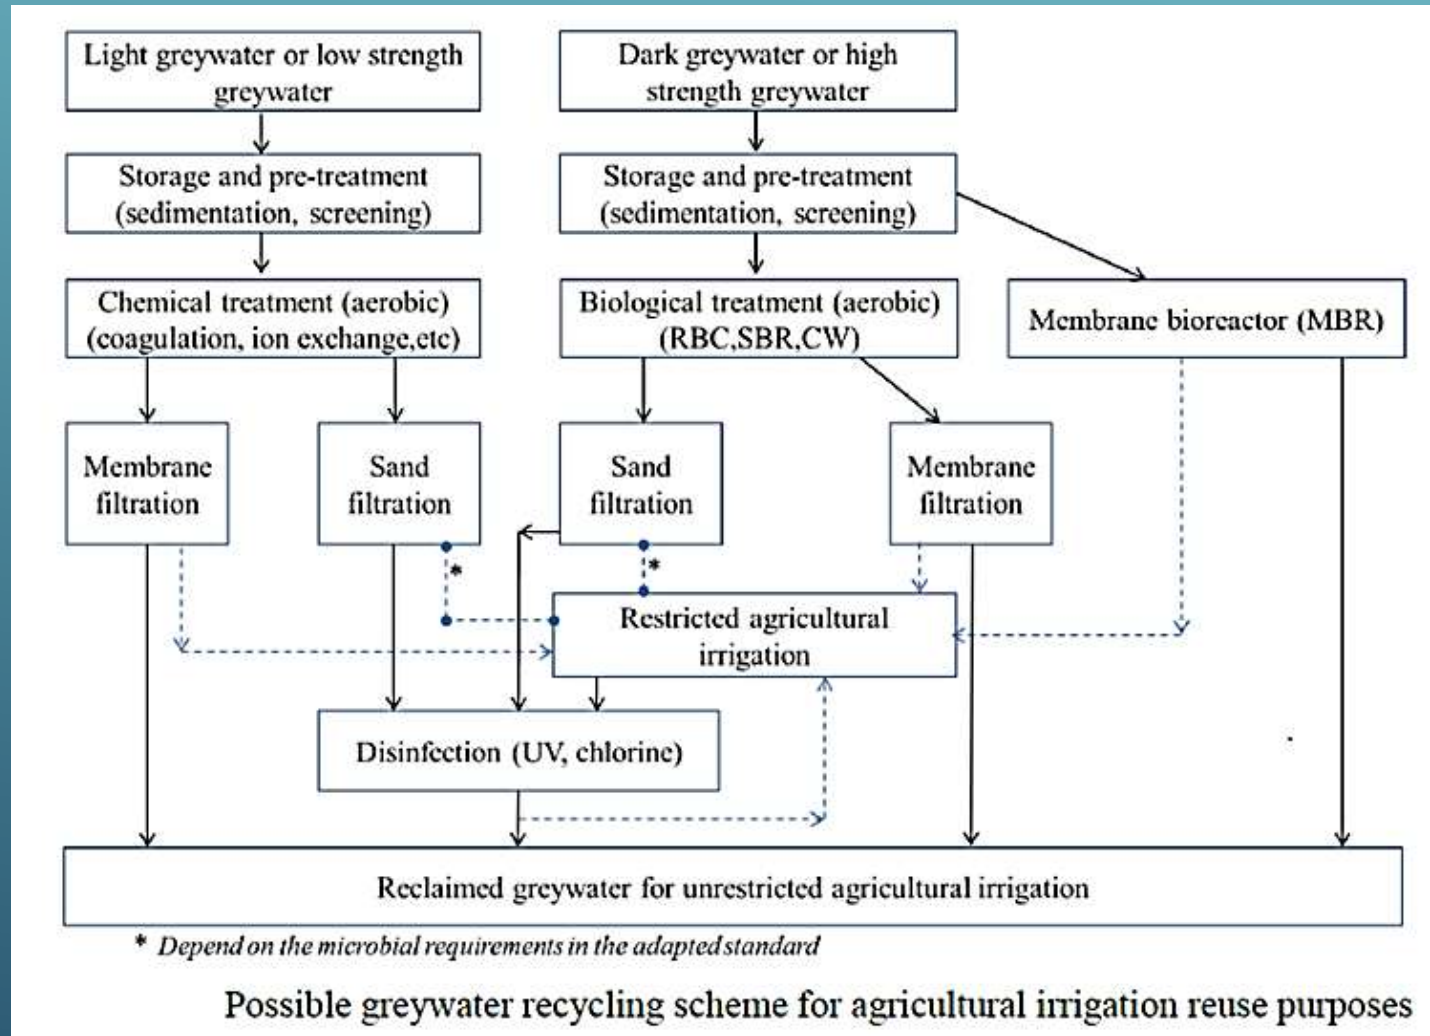 Light greywater or low strength
greywater
Dark greywater or high
strength greywater
Storage and pre-treatment
(sedimentation, screening)
Storage and pre-treatment
(sedimentation, screening)
Chemical treatment (aerobic)
(coagulation, ion exchange,etc)
Biological treatment (aerobic)
(RBC,SBR,CW)
Membrane bioreactor (MBR)
Membrane
filtration
Sand
filtration
Sand
filtration
Membrane
filtration
*
*
Restricted agricultural
irrigation
Disinfection (UV, chlorine)
Reclaimed greywater for unrestricted agricultural irrigation
* Depend on the microbial requirements in the adapted standard
Possible greywater recycling scheme for agricultural irrigation reuse purposes